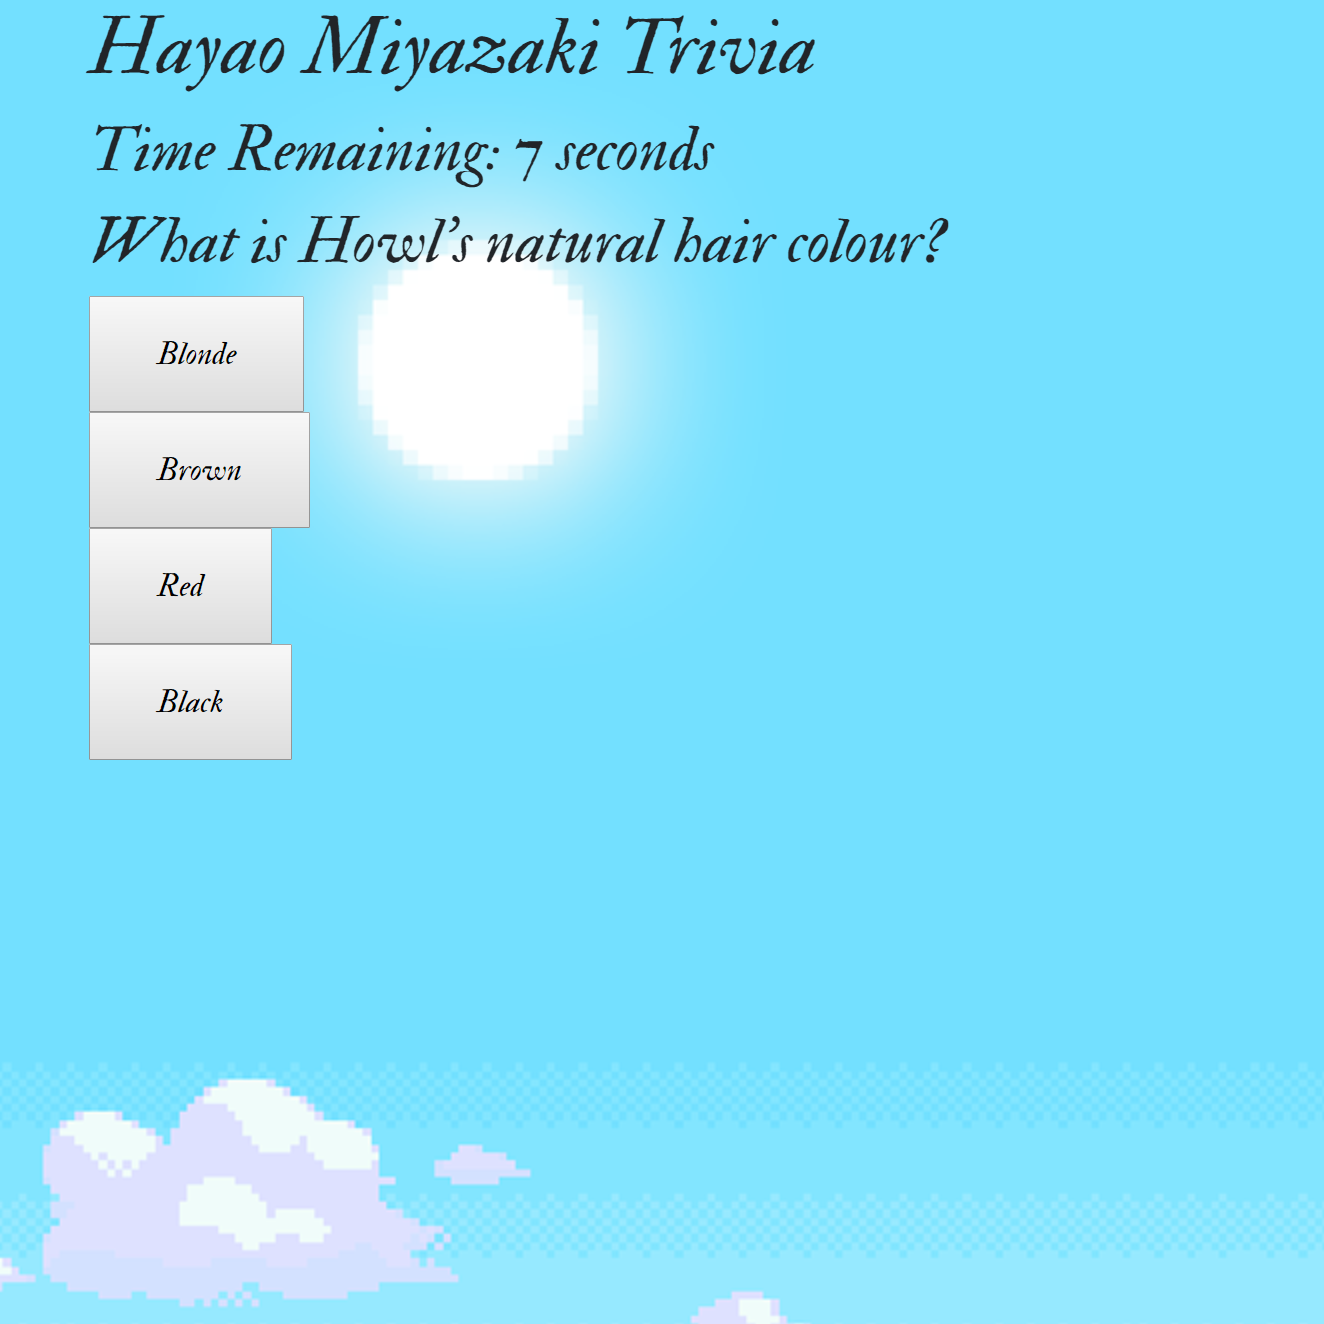 Hayao Miyazaki Trivia
Time Remaining: 7 seconds
What is Howl's natural hair colour?
Blonde
Brown
Red
Black